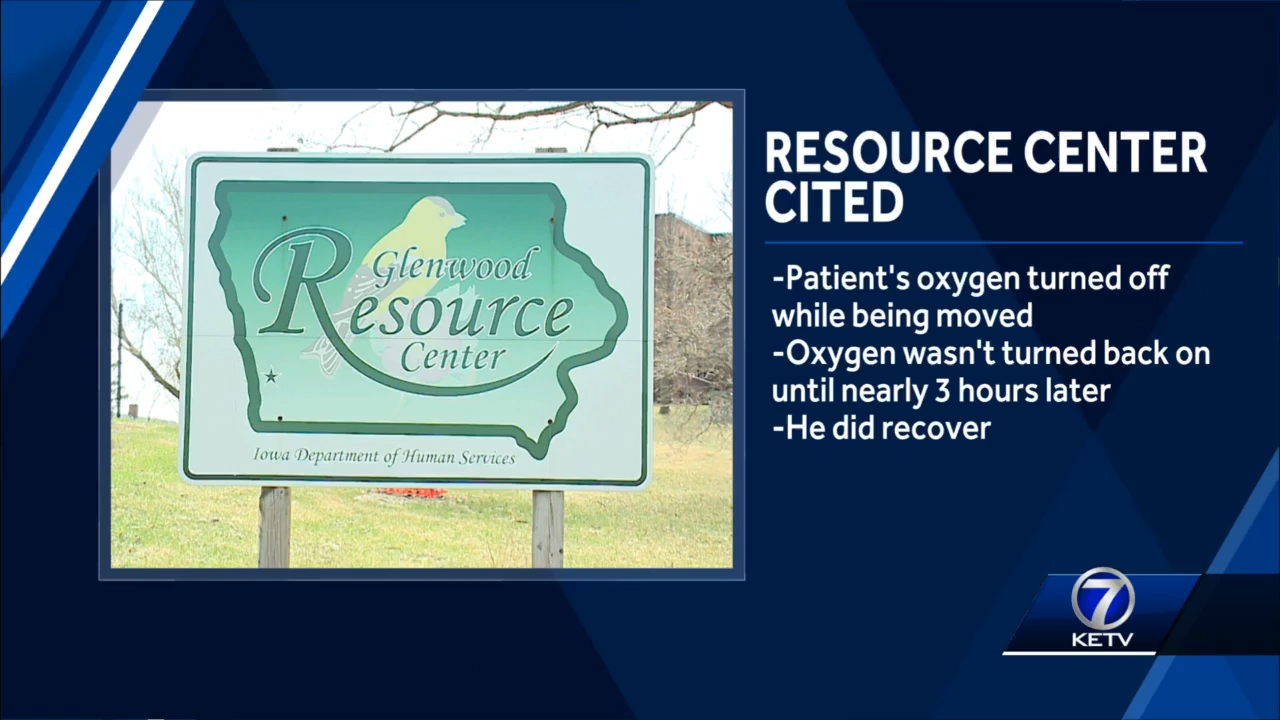 RESOURCE CENTER
CITED
-Patient's oxygen turned off
while being moved
-Oxygen wasn't turned back on
until nearly 3 hours later
-He did recover
Glenwood
Resource
Center
Iowa Department of Human Services
7
KETV